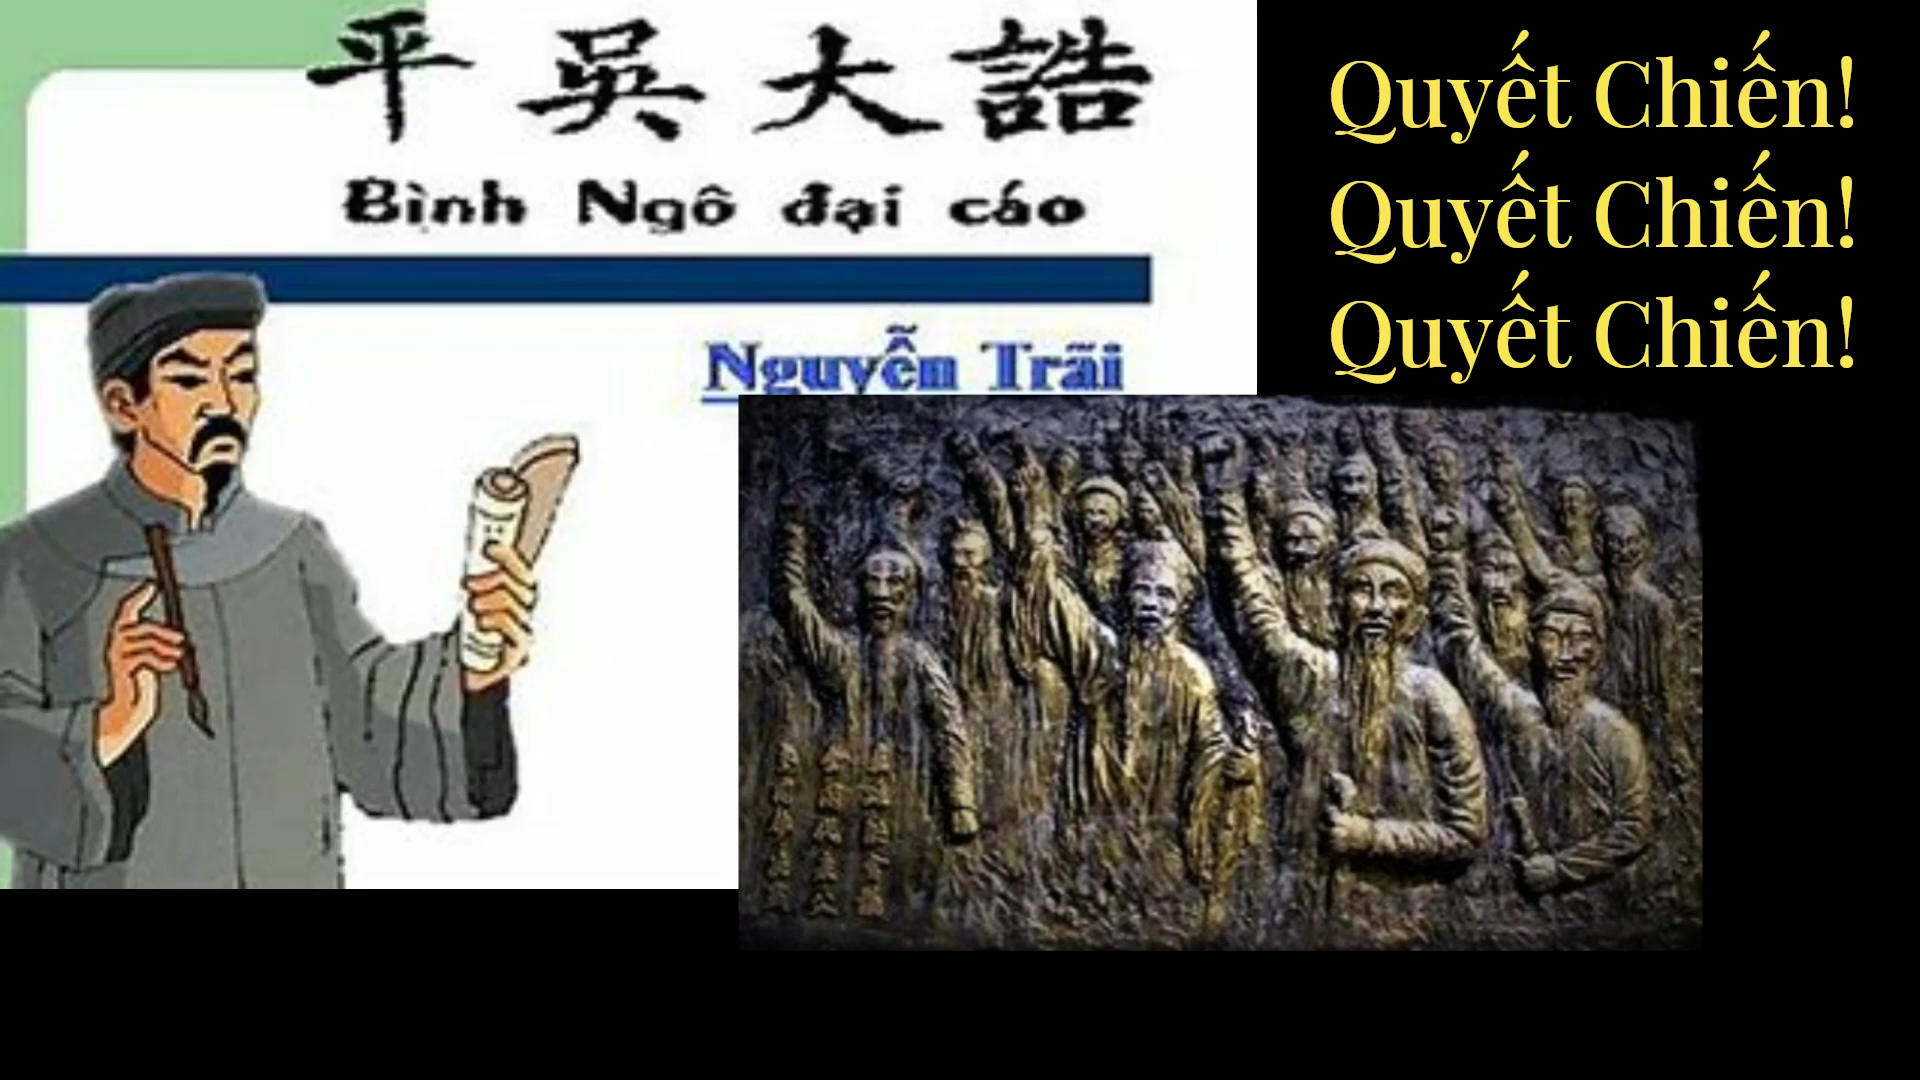 平吳大誥
Bình Ngô đại cáo
Nguyễn Trãi
Quyết Chiến!
Quyết Chiến!
Quyết Chiến!